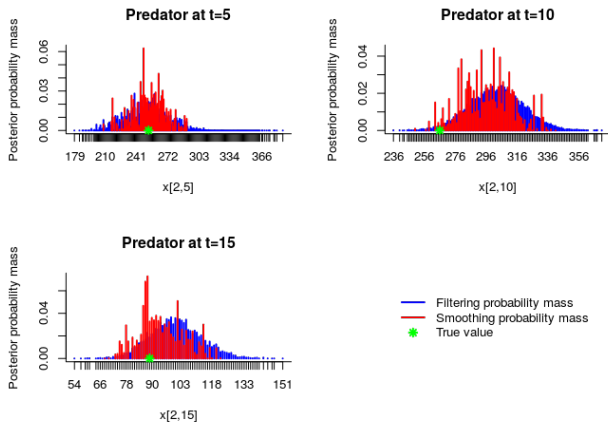 Predator at t=5
Posterior probability mass
0.00 0.03 0.06
179 210 241 272 303 334 366
x[2,5]
Predator at t=10
Posterior probability mass
0.00 0.02 0.04
236 256 276 296 316 336 356
x[2,10]
Predator at t=15
Posterior probability mass
0.00 0.04
54 66 78 90 103 118 133 151
x[2,15]
Filtering probability mass
Smoothing probability mass
True value